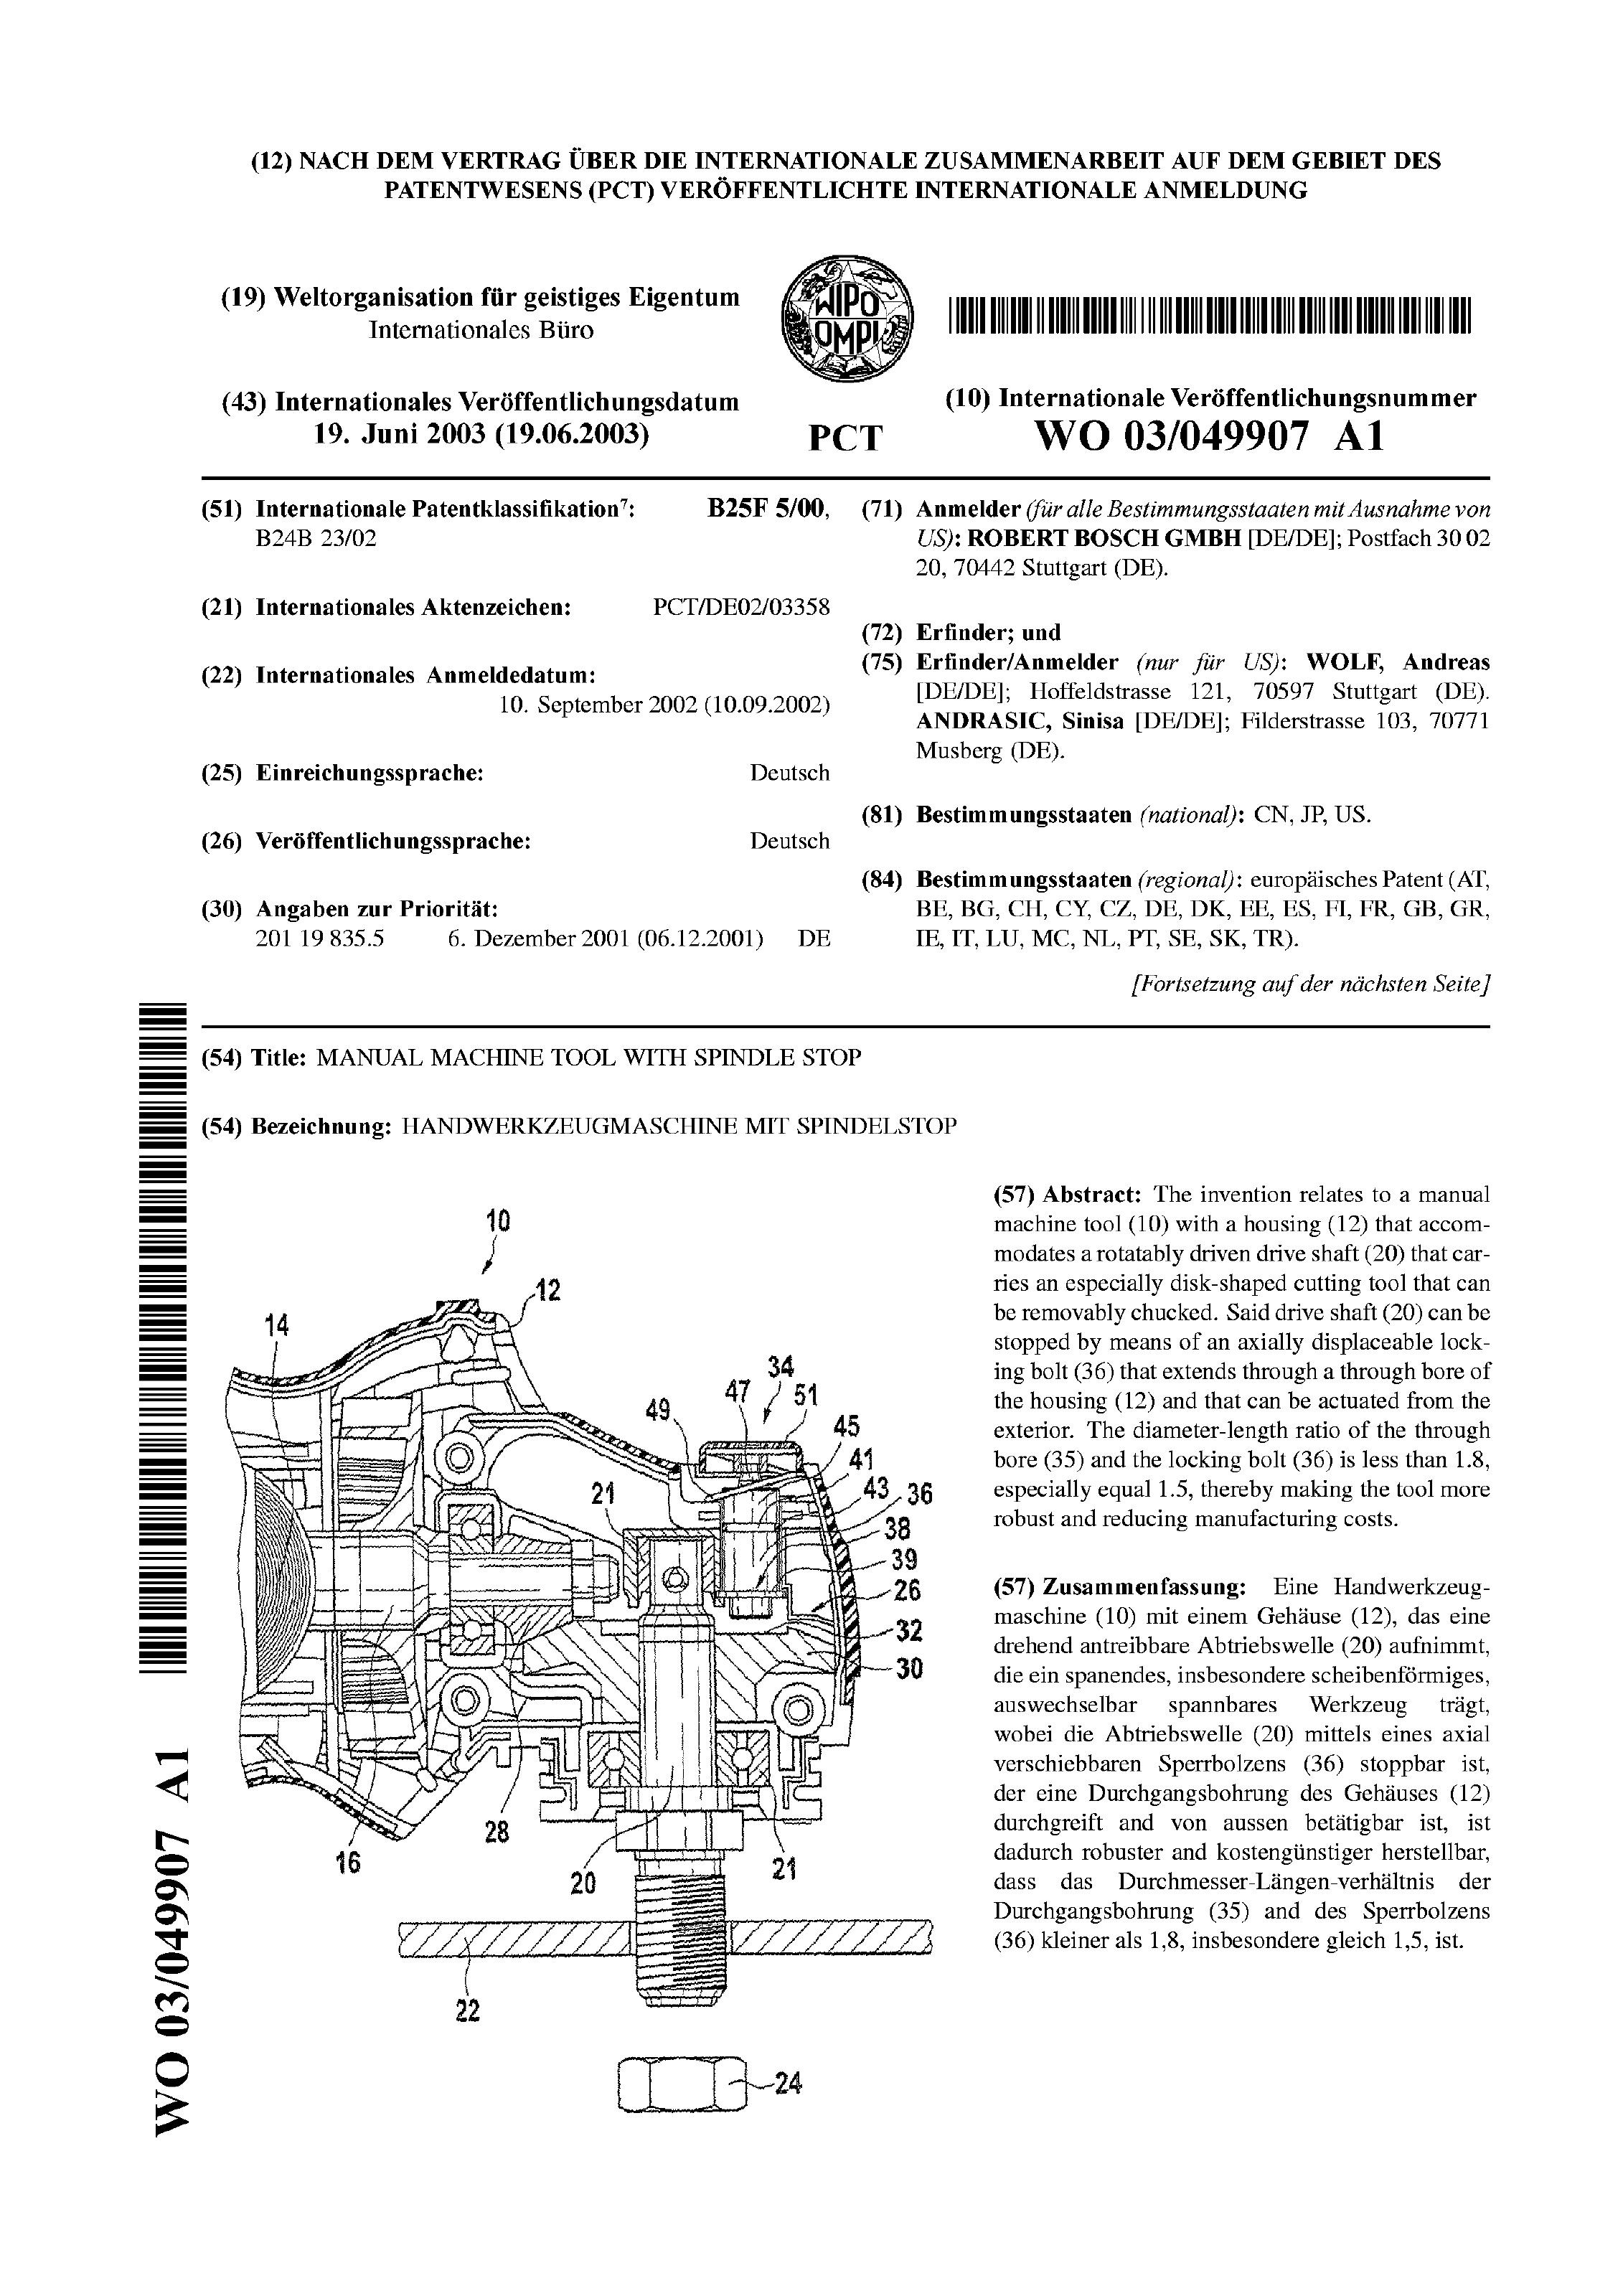 (12) NACH DEM VERTRAG ÜBER DIE INTERNATIONALE ZUSAMMENARBEIT AUF DEM GEBIET DES
PATENTWESENS (PCT) VERÖFFENTLICHTE INTERNATIONALE ANMELDUNG
(19) Weltorganisation für geistiges Eigentum
Internationales Büro
WIPO
OMPI
(43) Internationales Veröffentlichungsdatum
19. Juni 2003 (19.06.2003)
PCT
(10) Internationale Veröffentlichungsnummer
WO 03/049907 A1
(51) Internationale Patentklassifikation7: B25F 5/00,
B24B 23/02
(21) Internationales Aktenzeichen: PCT/DE02/03358
(22) Internationales Anmeldedatum:
10. September 2002 (10.09.2002)
(25) Einreichungssprache: Deutsch
(26) Veröffentlichungssprache: Deutsch
(30) Angaben zur Priorität:
201 19 835.5 6. Dezember 2001 (06.12.2001) DE
(71) Anmelder (für alle Bestimmungsstaaten mit Ausnahme von
US): ROBERT BOSCH GMBH [DE/DE]; Postfach 30 02
20, 70442 Stuttgart (DE).
(72) Erfinder; und
(75) Erfinder/Anmelder (nur für US): WOLF, Andreas
[DE/DE]; Hoffeldstrasse 121, 70597 Stuttgart (DE).
ANDRASIC, Sinisa [DE/DE]; Filderstrasse 103, 70771
Musberg (DE).
(81) Bestimmungsstaaten (national): CN, JP, US.
(84) Bestimmungsstaaten (regional): europäisches Patent (AT,
BE, BG, CH, CY, CZ, DE, DK, EE, ES, FI, FR, GB, GR,
IE, IT, LU, MC, NL, PT, SE, SK, TR).
[Fortsetzung auf der nächsten Seite]
(54) Title: MANUAL MACHINE TOOL WITH SPINDLE STOP
(54) Bezeichnung: HANDWERKZEUGMASCHINE MIT SPINDELSTOP
10
12
14
34
47
51
49
45
41
43
36
21
38
39
26
32
30
28
16
20
21
22
24
(57) Abstract: The invention relates to a manual
machine tool (10) with a housing (12) that accom-
modates a rotatably driven drive shaft (20) that car-
ries an especially disk-shaped cutting tool that can
be removably chucked. Said drive shaft (20) can be
stopped by means of an axially displaceable lock-
ing bolt (36) that extends through a through bore of
the housing (12) and that can be actuated from the
exterior. The diameter-length ratio of the through
bore (35) and the locking bolt (36) is less than 1.8,
especially equal 1.5, thereby making the tool more
robust and reducing manufacturing costs.
(57) Zusammenfassung: Eine Handwerkzeug-
maschine (10) mit einem Gehäuse (12), das eine
drehend antreibbare Abtriebswelle (20) aufnimmt,
die ein spanendes, insbesondere scheibenförmiges,
auswechselbar spannbares Werkzeug trägt,
wobei die Abtriebswelle (20) mittels eines axial
verschiebbaren Sperrbolzens (36) stoppbar ist,
der eine Durchgangsbohrung des Gehäuses (12)
durchgreift and von aussen betätigbar ist, ist
dadurch robuster and kostengünstiger herstellbar,
dass das Durchmesser-Längen-verhältnis der
Durchgangsbohrung (35) and des Sperrbolzens
(36) kleiner als 1,8, insbesondere gleich 1,5, ist.
WO 03/049907 A1